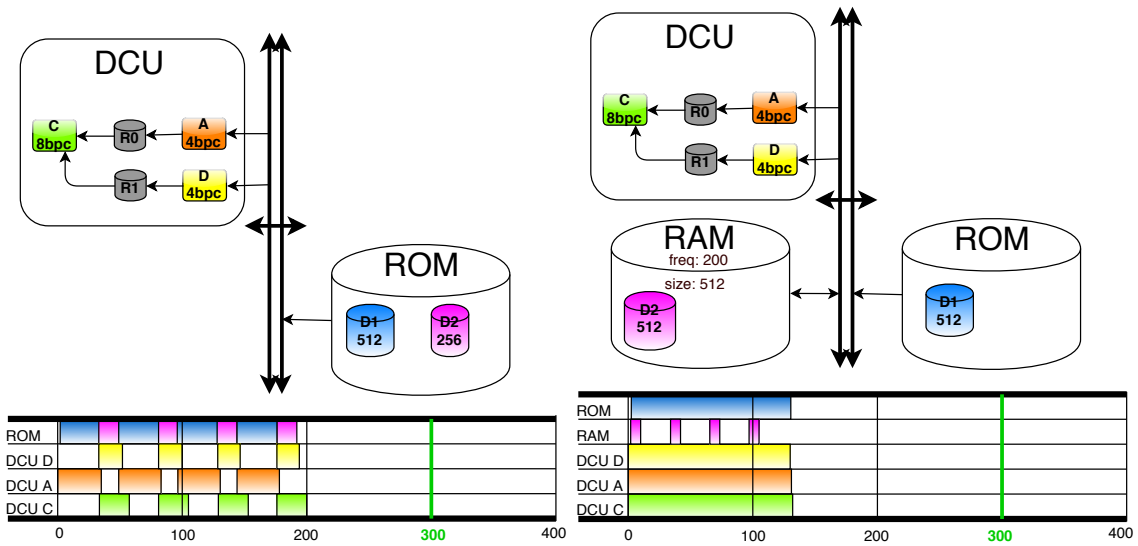 DCU
C
8bpc
R0
A
4bpc
R1
D
4bpc
ROM
D1
512
D2
256
ROM
DCU D
DCU A
DCU C
0
100
200
300
400
DCU
C
8bpc
R0
A
4bpc
R1
D
4bpc
RAM
freq: 200
size: 512
D2
512
ROM
D1
512
ROM
RAM
DCU D
DCU A
DCU C
0
100
200
300
400